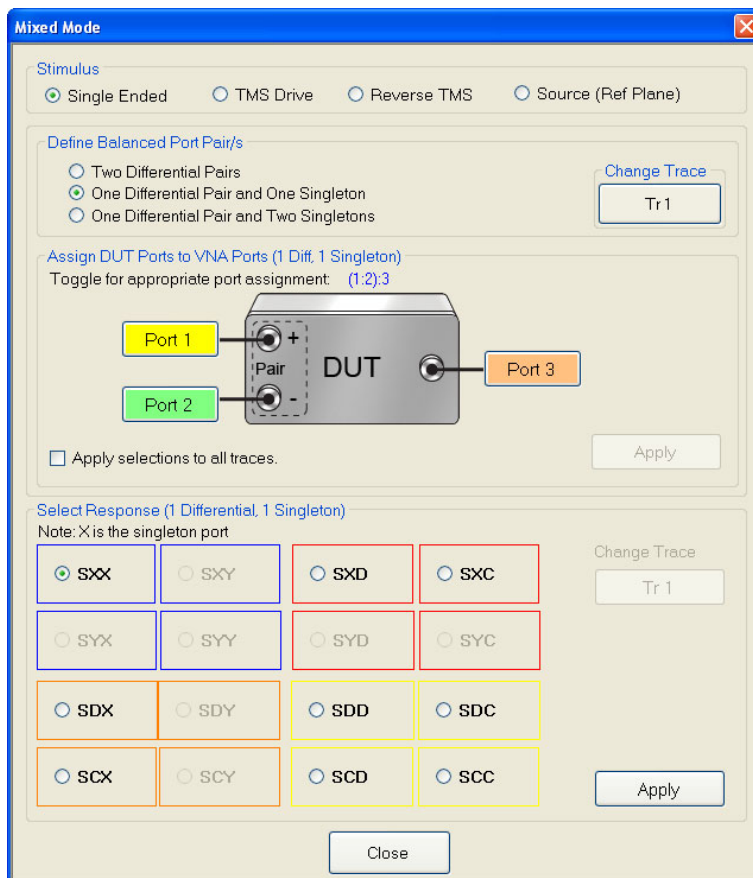 Mixed Mode
Stimulus
Single Ended TMS Drive Reverse TMS Source (Ref Plane)
Define Balanced Port Pair/s
Two Differential Pairs
One Differential Pair and One Singleton
One Differential Pair and Two Singletons
Change Trace
Tr1
Assign DUT Ports to VNA Ports (1 Diff, 1 Singleton)
Toggle for appropriate port assignment: (1:2):3
Port 1 +
Pair DUT Port 3
Port 2 -
Apply selections to all traces.
Apply
Select Response (1 Differential, 1 Singleton)
Note: X is the singleton port
Change Trace
Tr 1
SXX SXY SXD SXC
SYX SYY SYD SYC
SDX SDY SDD SDC
SCX SCY SCD SCC
Apply
Close